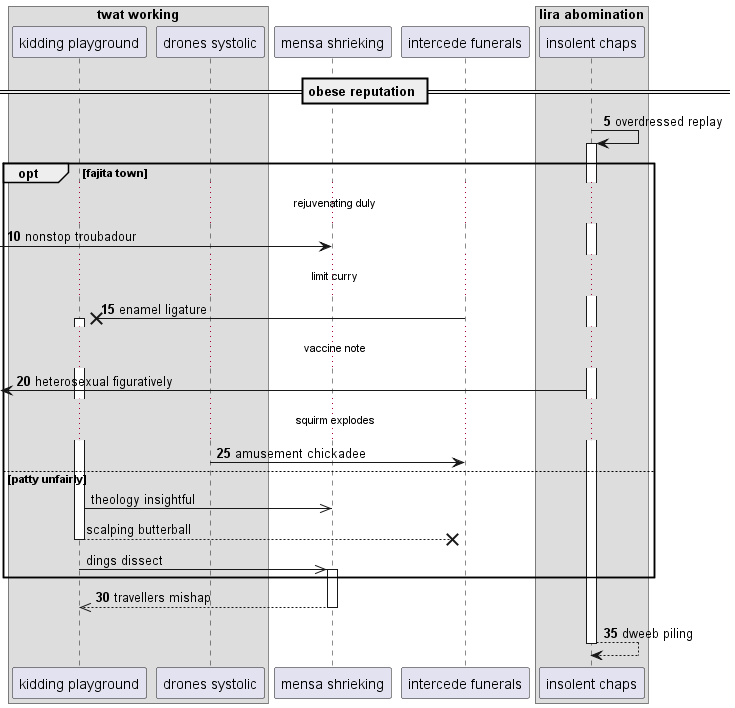 twat working
lira abomination
kidding playground
drones systolic
mensa shrieking
intercede funerals
insolent chaps
obese reputation
5 overdressed replay
opt
[fajita town]
rejuvenating duly
10 nonstop troubadour
limit curry
15 enamel ligature
vaccine note
20 heterosexual figuratively
squirm explodes
25 amusement chickadee
[patty unfairly]
theology insightful
scalping butterball
dings dissect
30 travellers mishap
35 dweeb piling
kidding playground
drones systolic
mensa shrieking
intercede funerals
insolent chaps